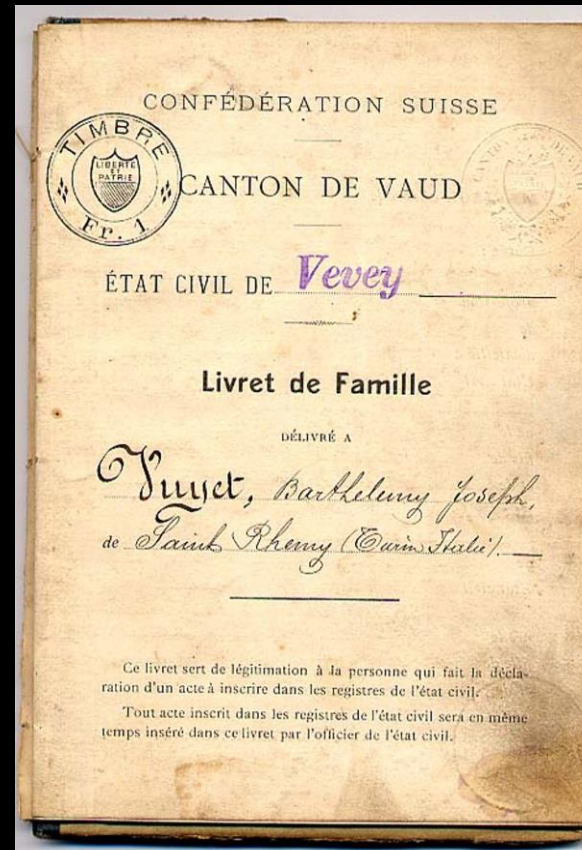 CONFÉDÉRATION SUISSE
TIMBRE
LIBERTÉ
ET
PATRIE
Fr. 1
CANTON DE VAUD
ÉTAT CIVIL DE Vevey
Livret de Famille
DÉLIVRÉ A
Vuyet, Barthelemy Joseph,
de Saint Rhemy (Turin Italie).
Ce livret sert de légitimation à la personne qui fait la décla-
ration d'un acte à inscrire dans les registres de l'état civil.
Tout acte inscrit dans les registres de l'état civil sera en même
temps inséré dans ce livret par l'officier de l'état civil.